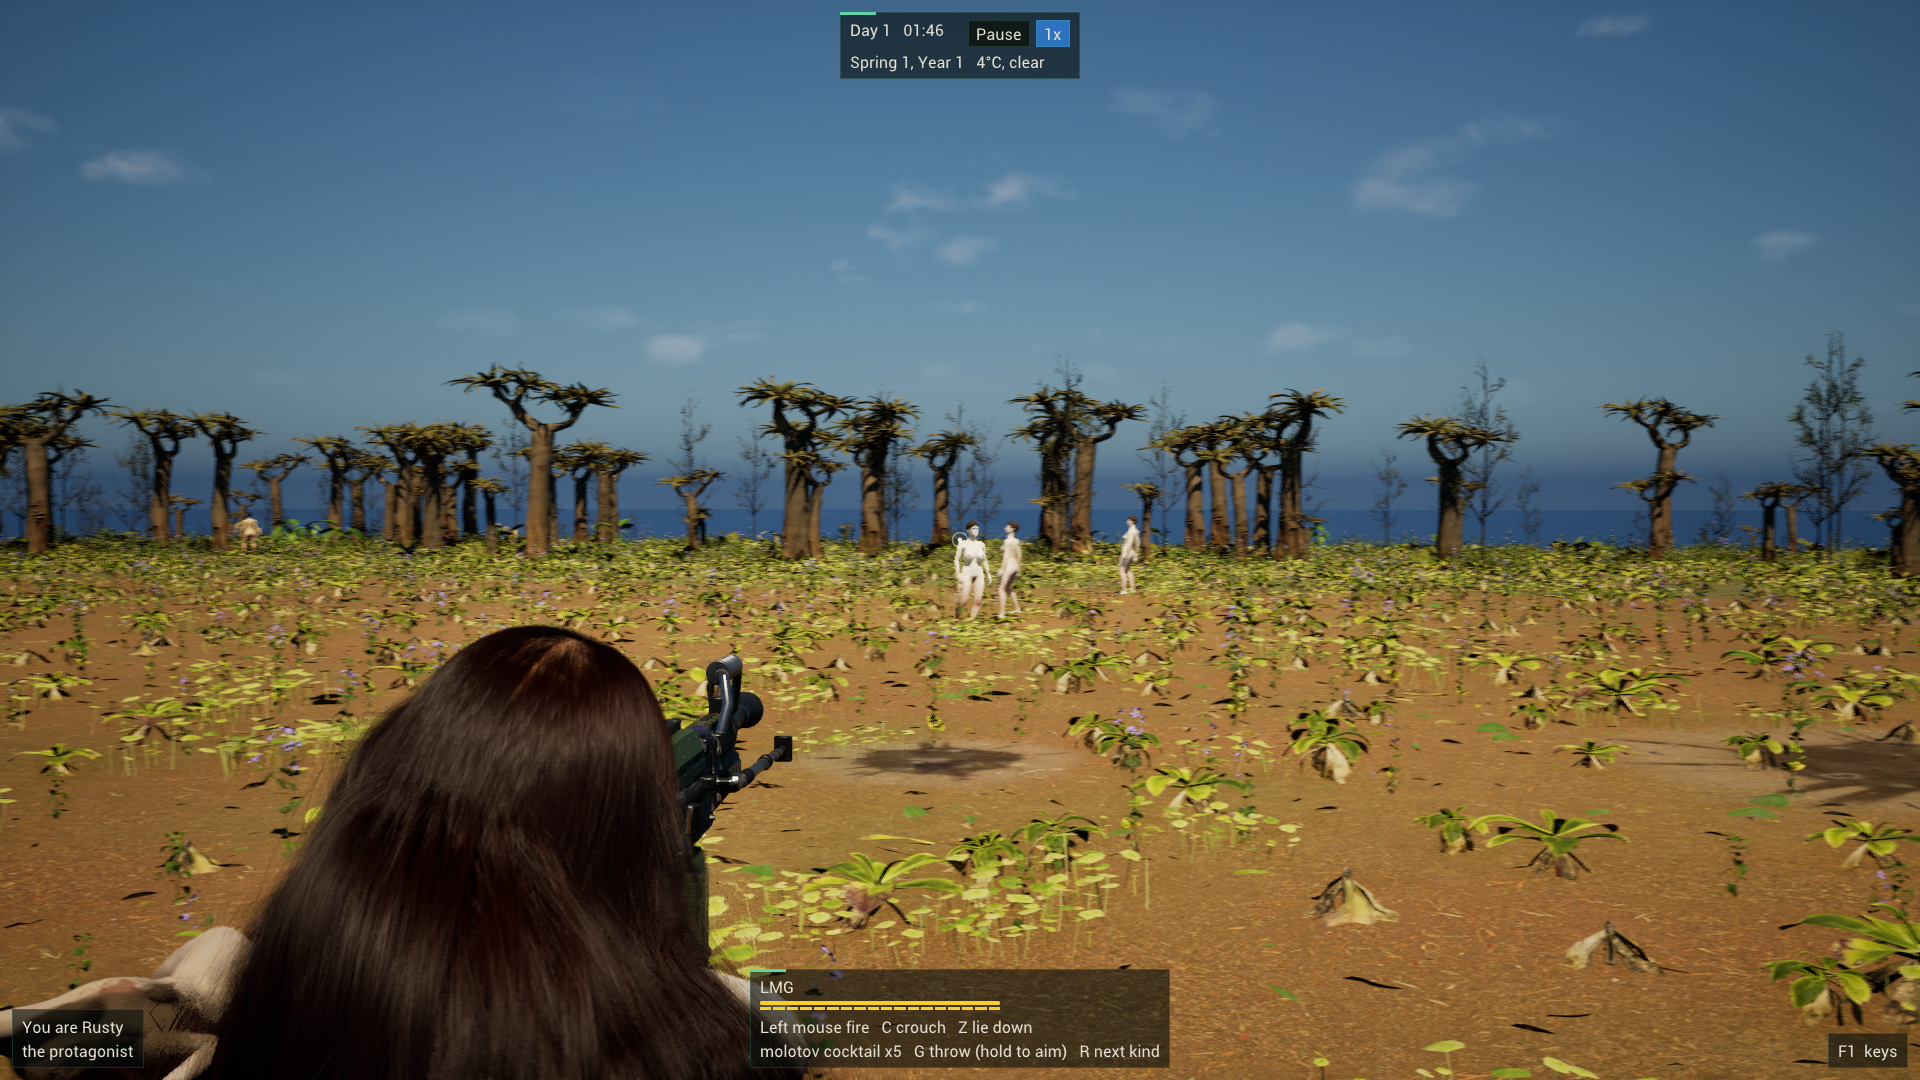 Day 1 01:46 Pause 1x
Spring 1, Year 1 4°C, clear
LMG
Left mouse fire C crouch Z lie down
molotov cocktail x5 G throw (hold to aim) R next kind
You are Rusty
the protagonist
F1 keys